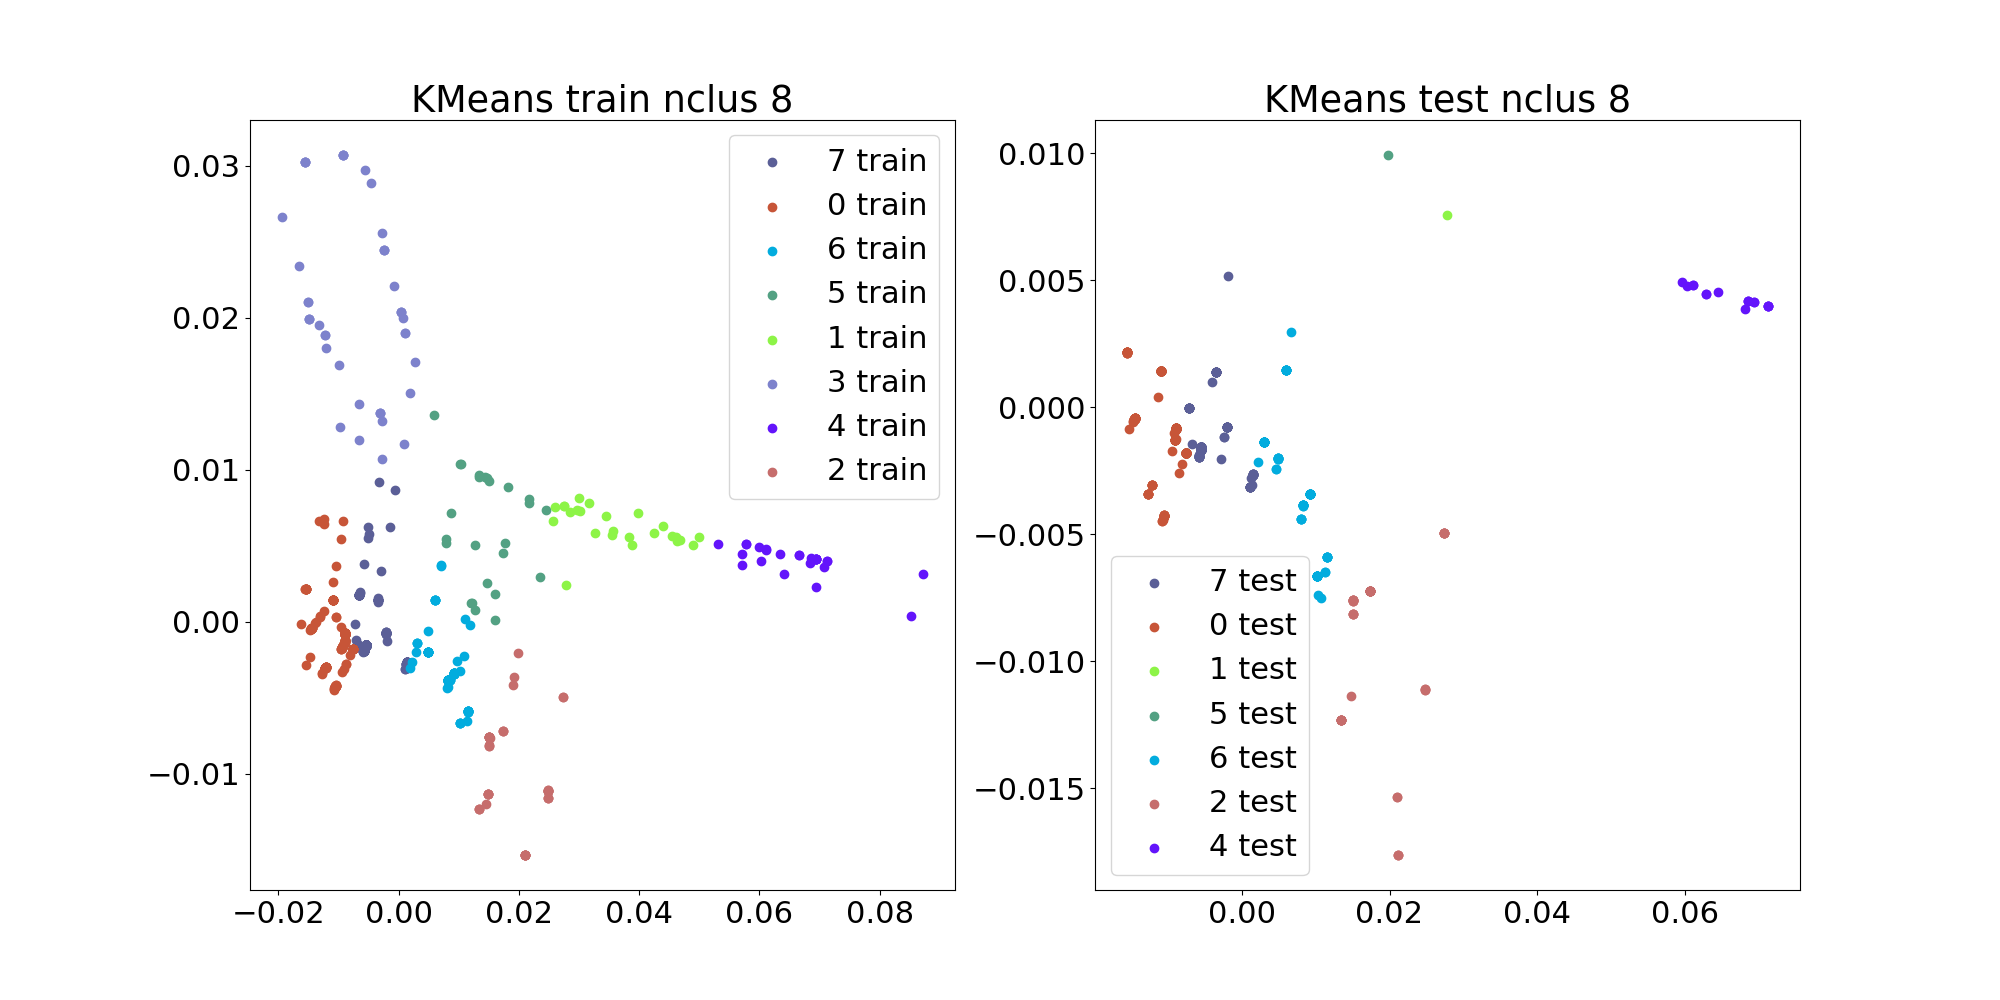 KMeans train nclus 8
0.03
0.02
0.01
0.00
−0.01
−0.02 0.00 0.02 0.04 0.06 0.08
7 train
0 train
6 train
5 train
1 train
3 train
4 train
2 train
KMeans test nclus 8
0.010
0.005
0.000
−0.005
−0.010
−0.015
0.00 0.02 0.04 0.06
7 test
0 test
1 test
5 test
6 test
2 test
4 test